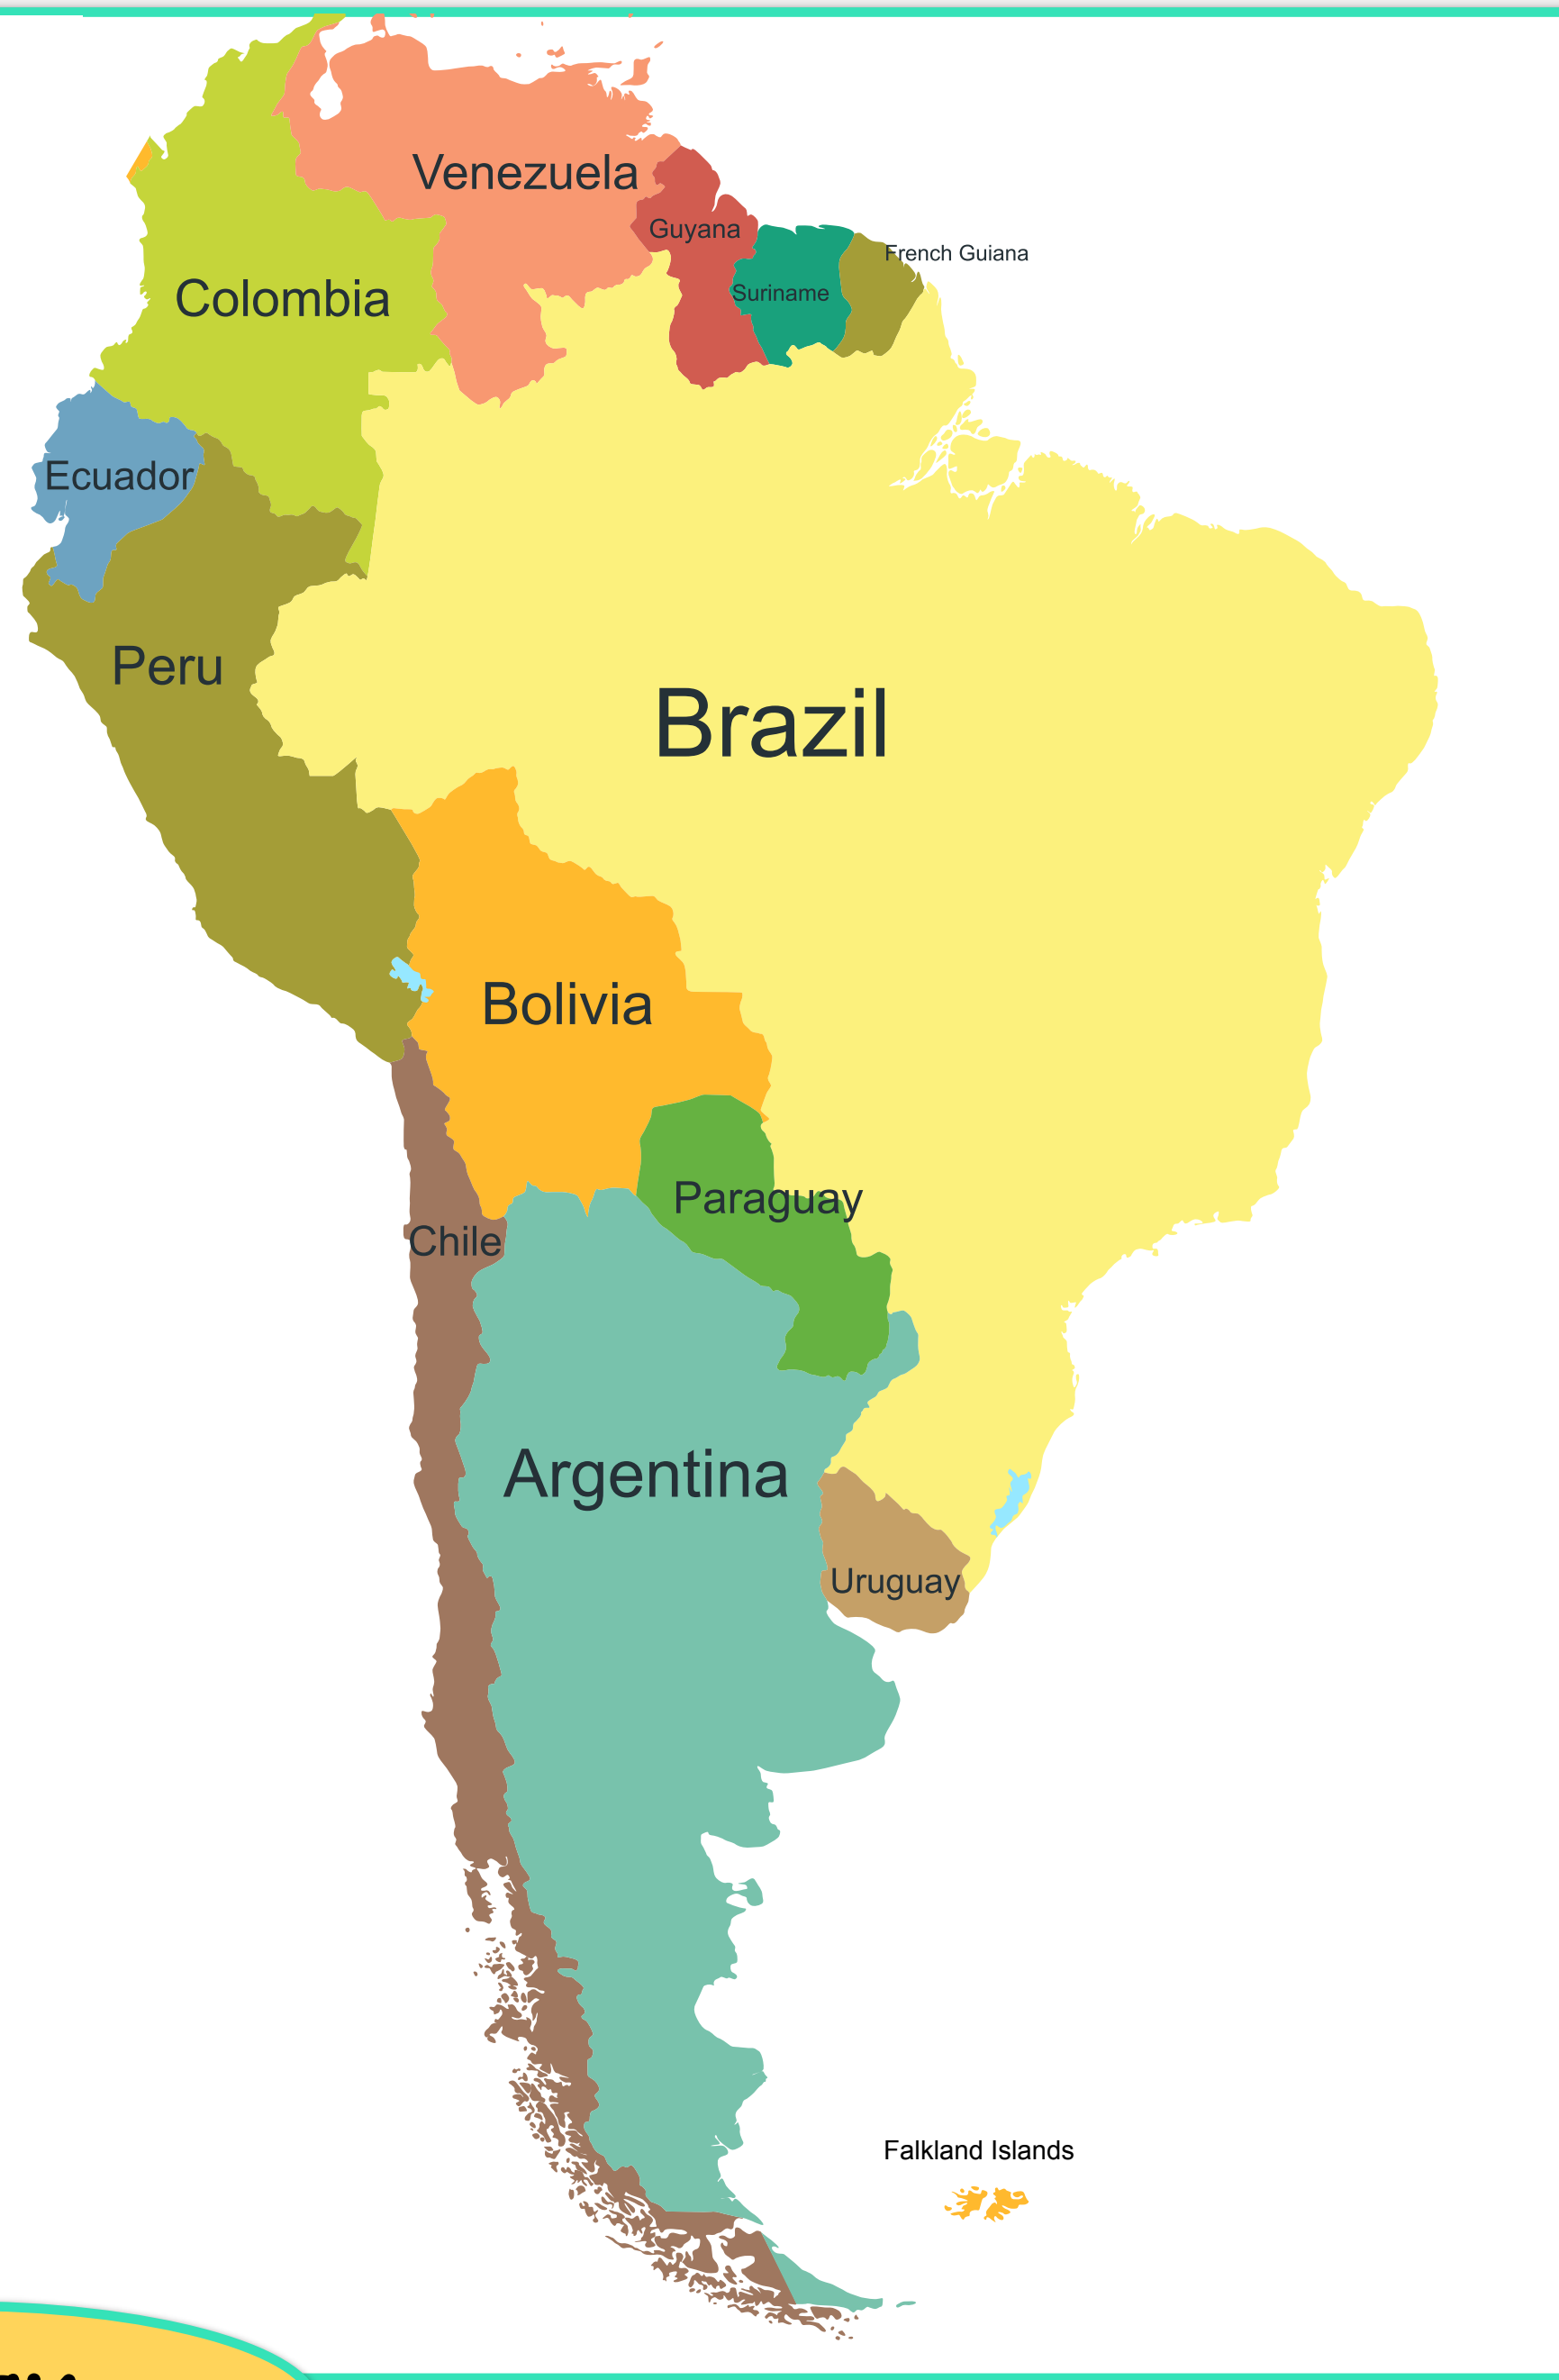 Venezuela
Guyana
French Guiana
Suriname
Colombia
Ecuador
Peru
Brazil
Bolivia
Paraguay
Chile
Argentina
Uruguay
Falkland Islands